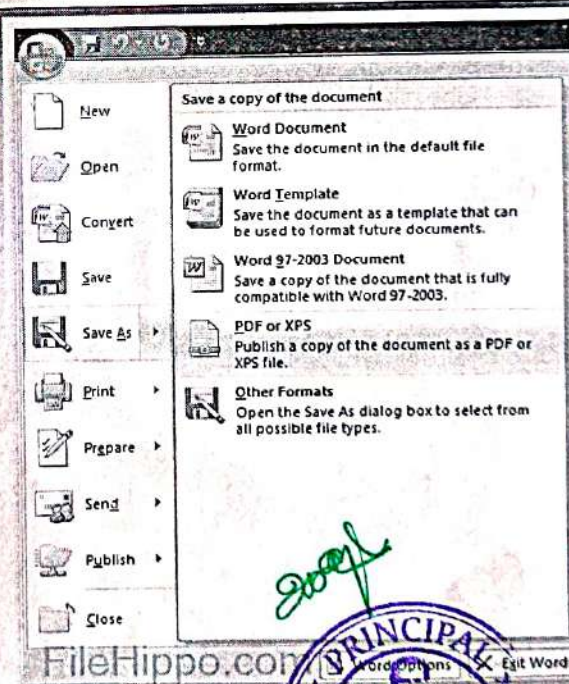 New
Open
Convert
Save
Save As
Print
Prepare
Send
Publish
Close
Save a copy of the document
Word Document
Save the document in the default file
format.
Word Template
Save the document as a template that can
be used to format future documents.
Word 97-2003 Document
Save a copy of the document that is fully
compatible with Word 97-2003.
PDF or XPS
Publish a copy of the document as a PDF or
XPS file.
Other Formats
Open the Save As dialog box to select from
all possible file types.
PRINCIPAL
FileHippo.com
Word Options
Exit Word